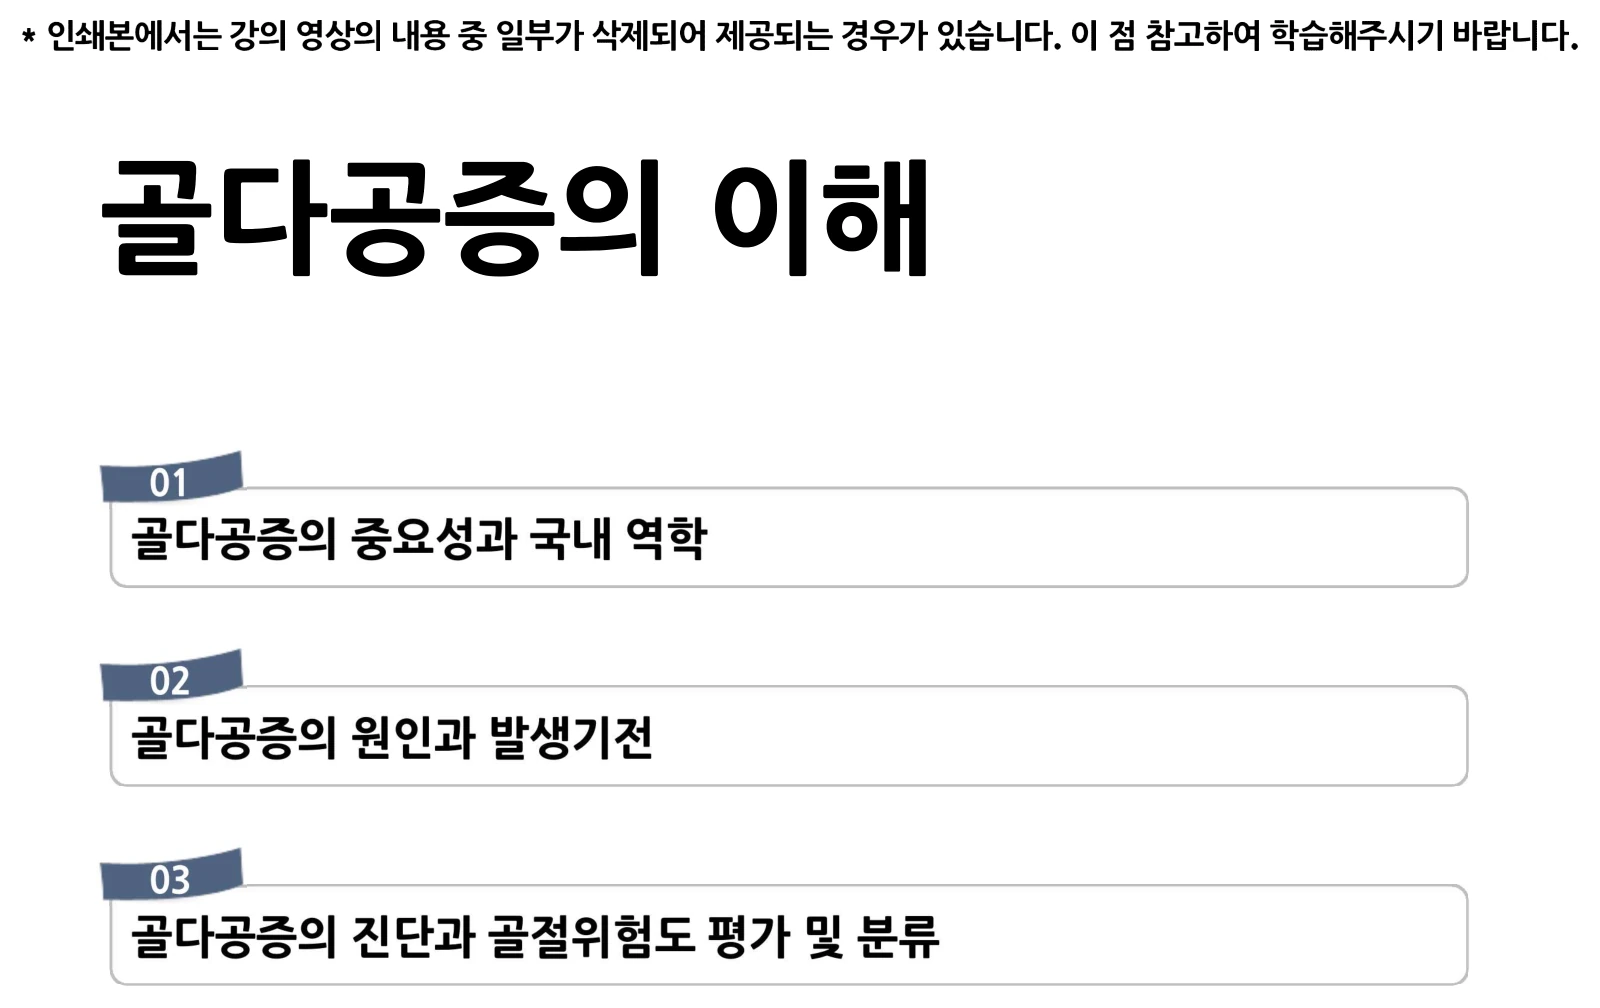 * 인쇄본에서는 강의 영상의 내용 중 일부가 삭제되어 제공되는 경우가 있습니다. 이 점 참고하여 학습해주시기 바랍니다.
골다공증의 이해
01
골다공증의 중요성과 국내 역학
02
골다공증의 원인과 발생기전
03
골다공증의 진단과 골절위험도 평가 및 분류